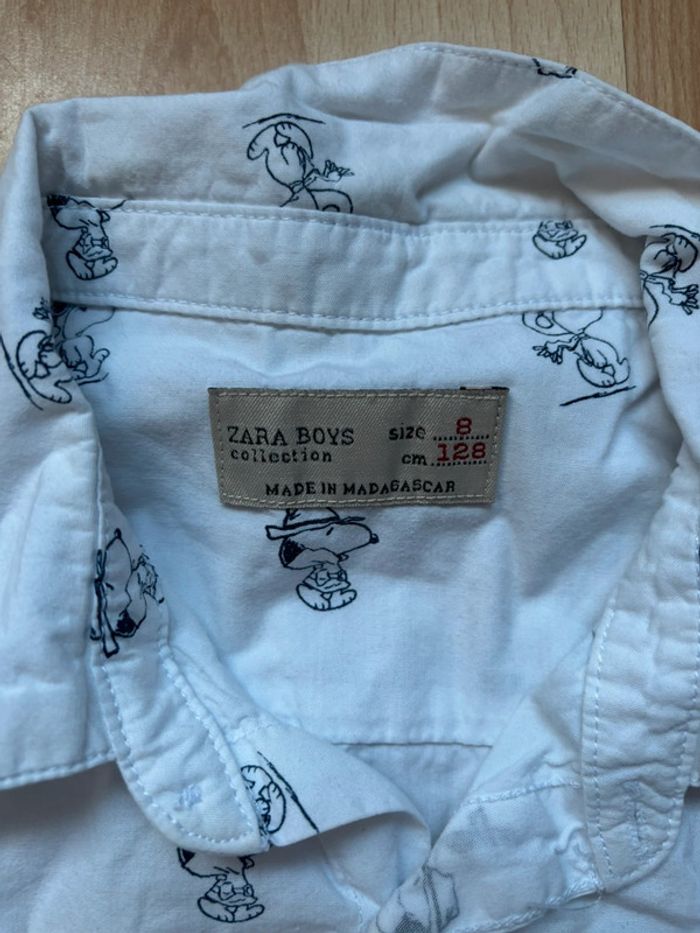 ZARA BOYS size 8
collection cm 128
MADE IN MADAGASCAR